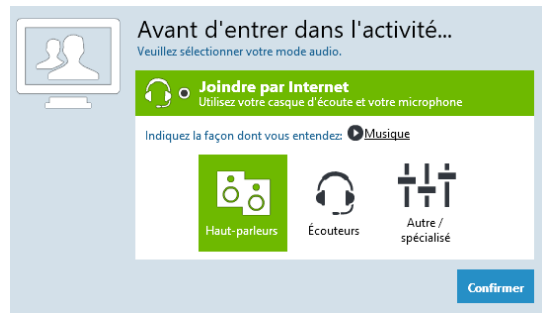 Avant d'entrer dans l'activité...
Veuillez sélectionner votre mode audio.
Joindre par Internet
Utilisez votre casque d'écoute et votre microphone
Indiquez la façon dont vous entendez: Musique
Haut-parleurs
Écouteurs
Autre /
spécialisé
Confirmer